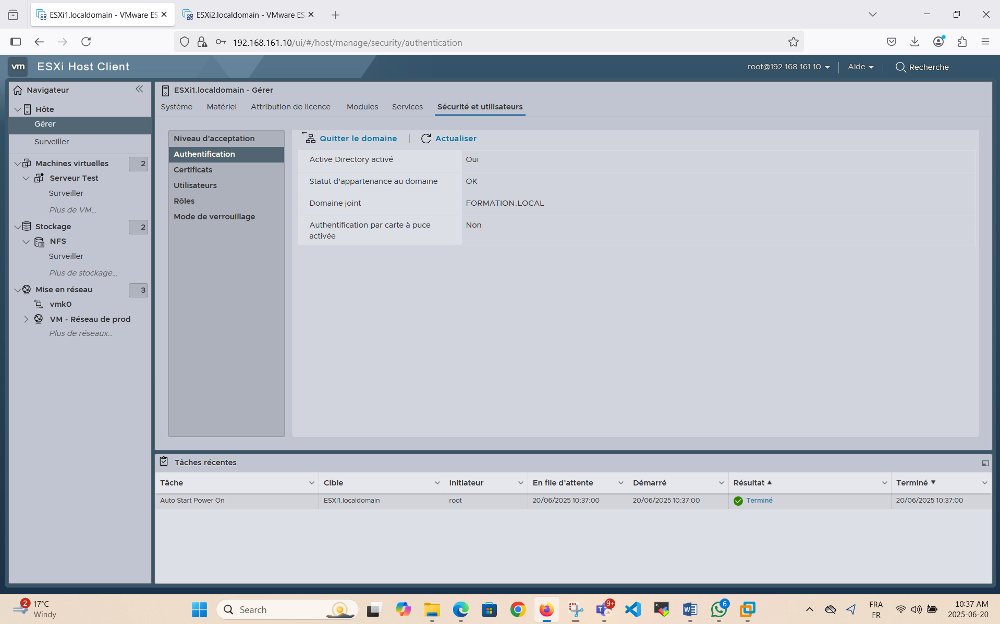 ESXi1.localdomain - VMware ES
ESXi2.localdomain - VMware ES
192.168.161.10/ui/#/host/manage/security/authentication
vm ESXi Host Client
root@192.168.161.10
Aide
Recherche
Navigateur
Hôte
Gérer
Surveiller
Machines virtuelles 2
Serveur Test
Surveiller
Plus de VM...
Stockage 2
NFS
Surveiller
Plus de stockage...
Mise en réseau 3
vmk0
VM - Réseau de prod
Plus de réseaux...
ESXi1.localdomain - Gérer
Système Matériel Attribution de licence Modules Services Sécurité et utilisateurs
Niveau d'acceptation
Authentification
Certificats
Utilisateurs
Rôles
Mode de verrouillage
Quitter le domaine Actualiser
Active Directory activé Oui
Statut d'appartenance au domaine OK
Domaine joint FORMATION.LOCAL
Authentification par carte à puce Non
activée
Tâches récentes
Tâche Cible Initiateur En file d'attente Démarré Résultat Terminé
Auto Start Power On ESXi1.localdomain root 20/06/2025 10:37:00 20/06/2025 10:37:00 Terminé 20/06/2025 10:37:00
2 17°C
Windy
Search
9+
6
FRA
FR
10:37 AM
2025-06-20